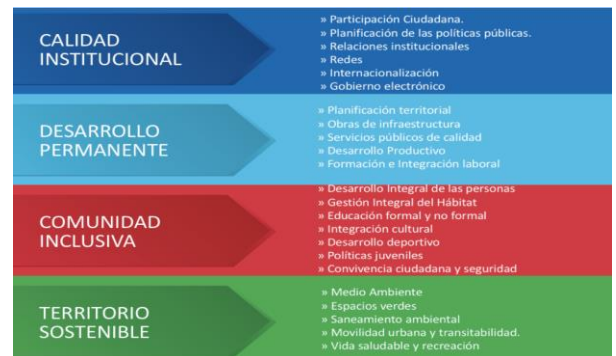 CALIDAD
INSTITUCIONAL
» Participación Ciudadana.
» Planificación de las políticas públicas.
» Relaciones institucionales
» Redes
» Internacionalización
» Gobierno electrónico
DESARROLLO
PERMANENTE
» Planificación territorial
» Obras de infraestructura
» Servicios públicos de calidad
» Desarrollo Productivo
» Formación e Integración laboral
COMUNIDAD
INCLUSIVA
» Desarrollo Integral de las personas
» Gestión Integral del Hábitat
» Educación formal y no formal
» Integración cultural
» Desarrollo deportivo
» Políticas juveniles
» Convivencia ciudadana y seguridad
TERRITORIO
SOSTENIBLE
» Medio Ambiente
» Espacios verdes
» Saneamiento ambiental
» Movilidad urbana y transitabilidad.
» Vida saludable y recreación